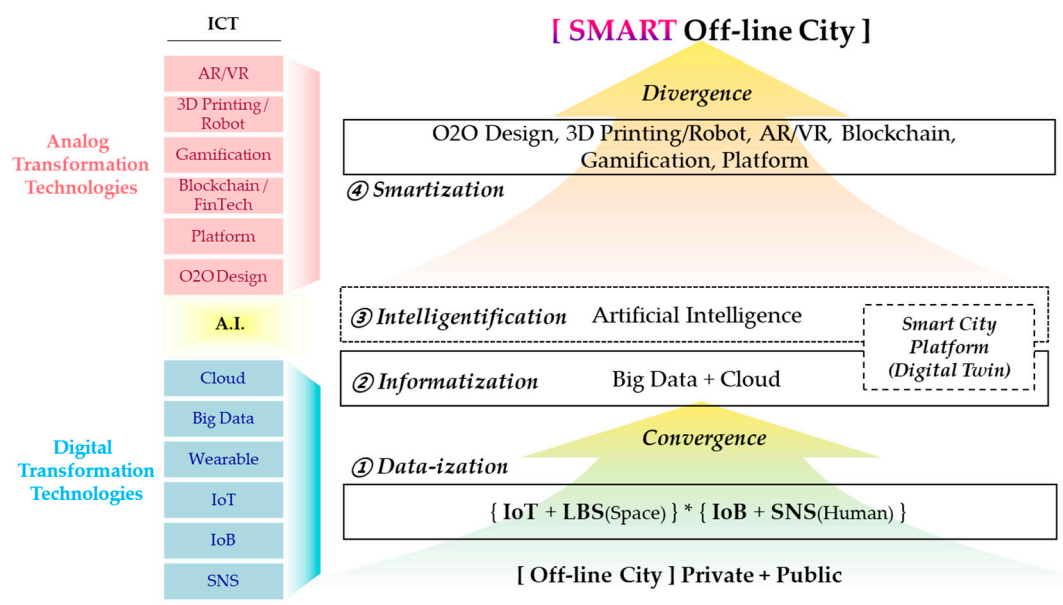 ICT
AR/VR
3D Printing/
Robot
Gamification
Blockchain/
FinTech
Platform
O2O Design
A.I.
Cloud
Big Data
Wearable
IoT
IoB
SNS
Analog
Transformation
Technologies
Digital
Transformation
Technologies
[ SMART Off-line City ]
Divergence
O2O Design, 3D Printing/Robot, AR/VR, Blockchain,
Gamification, Platform
④ Smartization
③ Intelligentification Artificial Intelligence
Smart City
Platform
(Digital Twin)
② Informatization Big Data + Cloud
Convergence
① Data-ization
{ IoT + LBS(Space) } * { IoB + SNS(Human) }
[ Off-line City ] Private + Public